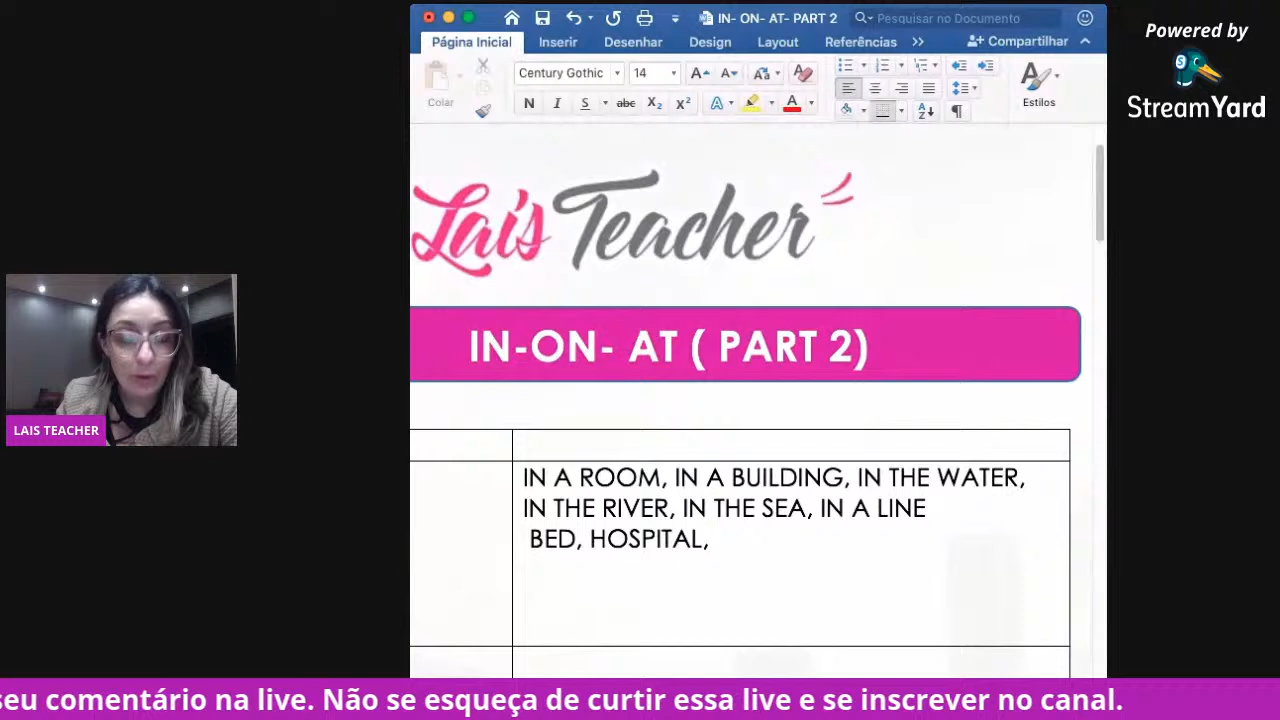 IN- ON- AT- PART 2
Pesquisar no Documento
Powered by
StreamYard
Página Inicial
Inserir
Desenhar
Design
Layout
Referências
Compartilhar
Colar
Century Gothic
14
N I S abc X₂ X²
A
Estilos
Lais Teacher
IN-ON- AT ( PART 2)
IN A ROOM, IN A BUILDING, IN THE WATER,
IN THE RIVER, IN THE SEA, IN A LINE
BED, HOSPITAL,
LAIS TEACHER
seu comentário na live. Não se esqueça de curtir essa live e se inscrever no canal.